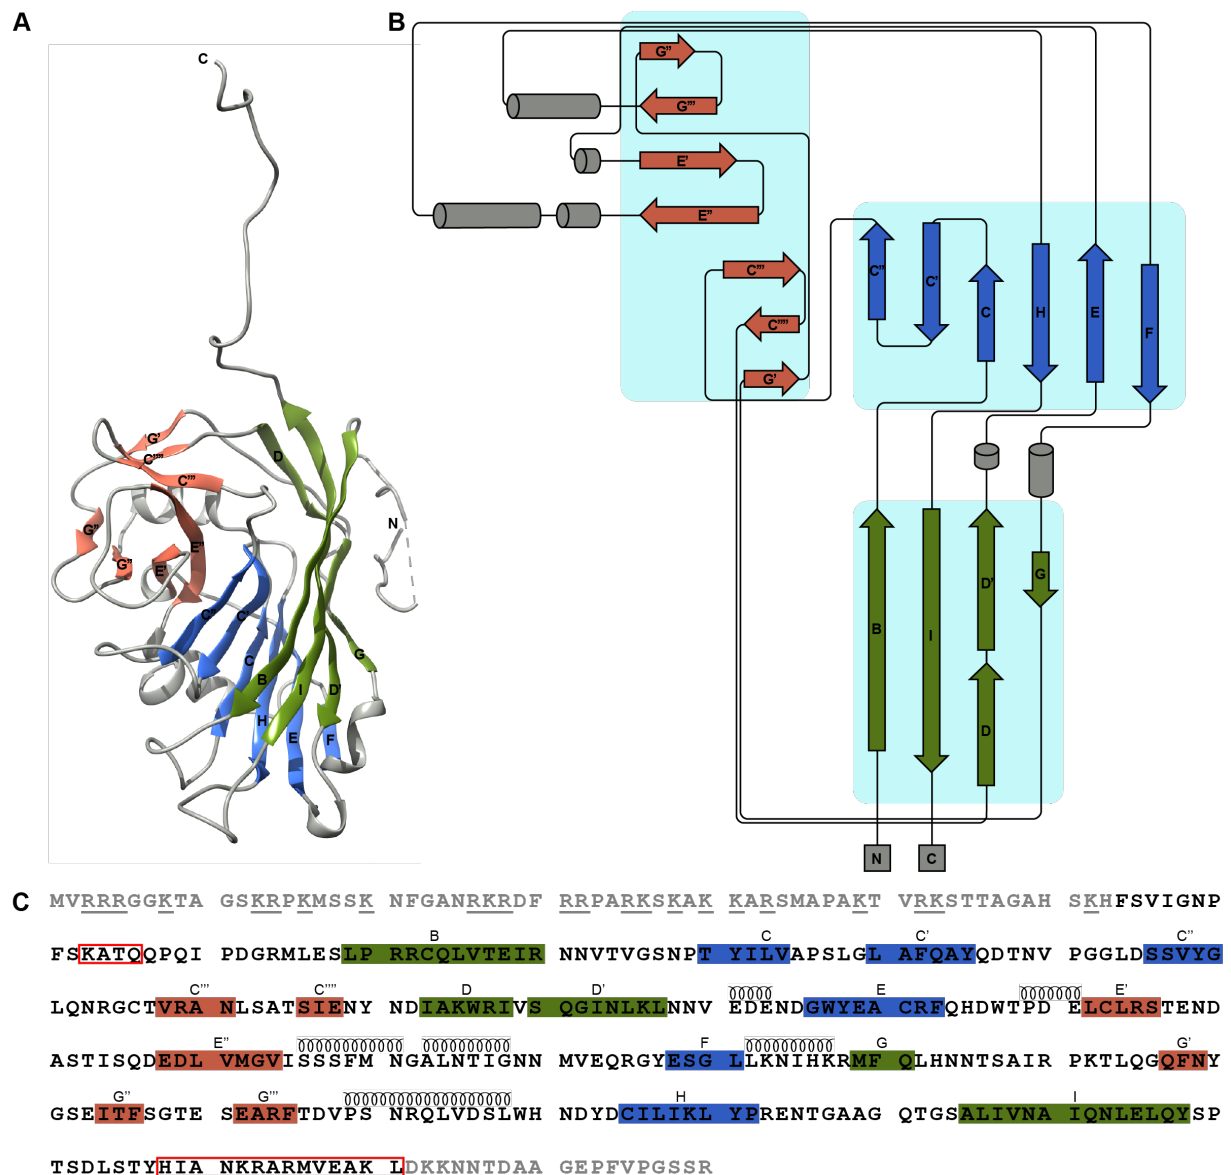 A
C
G’
C’’’’
C’’’
D
G’’
N
E’’
G’’
E’
C’’
C’
C
G
B
I
D’
H
E
F
B
G’’
G’’’
E’
E’’
C’’’
C’’’’
G’
C’’
C’
C
H
E
F
B
I
D’
G
D
N
C
C
MVRRRGGKTA GSKRPKMSSK NFGANRKRDF RRPARKSKAK KARSMAPAKT VRKSTTAGAH SKHFSVIGNP
B C C’ C’’
FSKATQQPQI PDGRMLESLP RRCQLVTEIR NNVTVGSNPT YILVAPSLGL AFQAYQDTNV PGGLDSSVYG
C’’’ C’’’’ D D’ E E’
LQNRGCTVRA NLSATSIENY NDIAKWRIVS QGINLKLNNV EDENDGWYEA CRFQHDWTPD ELCLRSTEND
E’’ F G G’
ASTISQDEDL VMGVISSSFM NGALNTIGNN MVEQRGYESG LLKNIHKRMF QLHNNTSAIR PKTLQGQFNY
G’’ G’’’ H I
GSEITFSGTE SEARFTDVPS NRQLVDSLWH NDYDCILIKL YPRENTGAAG QTGSALIVNA IQNLELQYSP
TSDLSTYHIA NKRARMVEAK LDKKNNTDAA GEPFVPGSSR